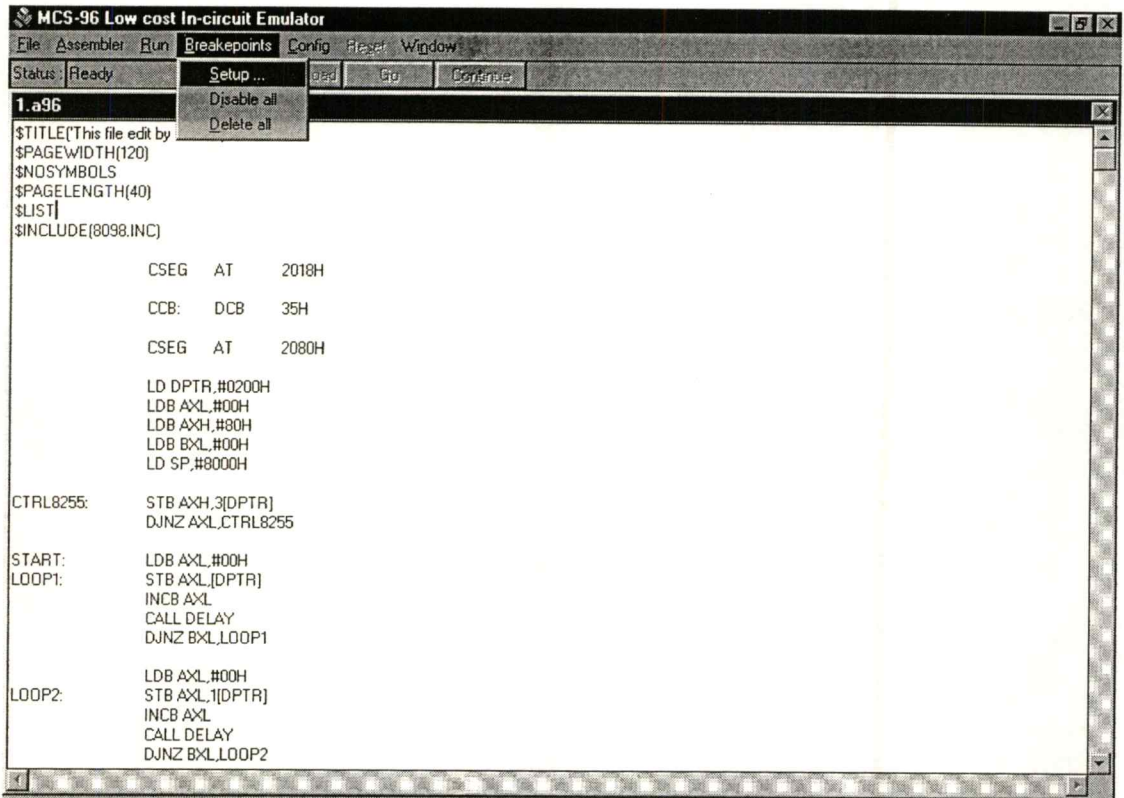 MCS-96 Low cost In-circuit Emulator
File Assembler Run Breakepoints Config Reset Window
Status : Ready Go Continue
Setup ...
Disable all
Delete all
1.a96
$TITLE('This file edit by
$PAGEWIDTH(120)
$NOSYMBOLS
$PAGELENGTH(40)
$LIST
$INCLUDE(8098.INC)
CSEG AT 2018H
CCB: DCB 35H
CSEG AT 2080H
LD DPTR,#0200H
LDB AXL,#00H
LDB AXH,#80H
LDB BXL,#00H
LD SP,#8000H
CTRL8255: STB AXH,3[DPTR]
DJNZ AXL,CTRL8255
START: LDB AXL,#00H
LOOP1: STB AXL,[DPTR]
INCB AXL
CALL DELAY
DJNZ BXL,LOOP1
LDB AXL,#00H
LOOP2: STB AXL,1[DPTR]
INCB AXL
CALL DELAY
DJNZ BXL,LOOP2